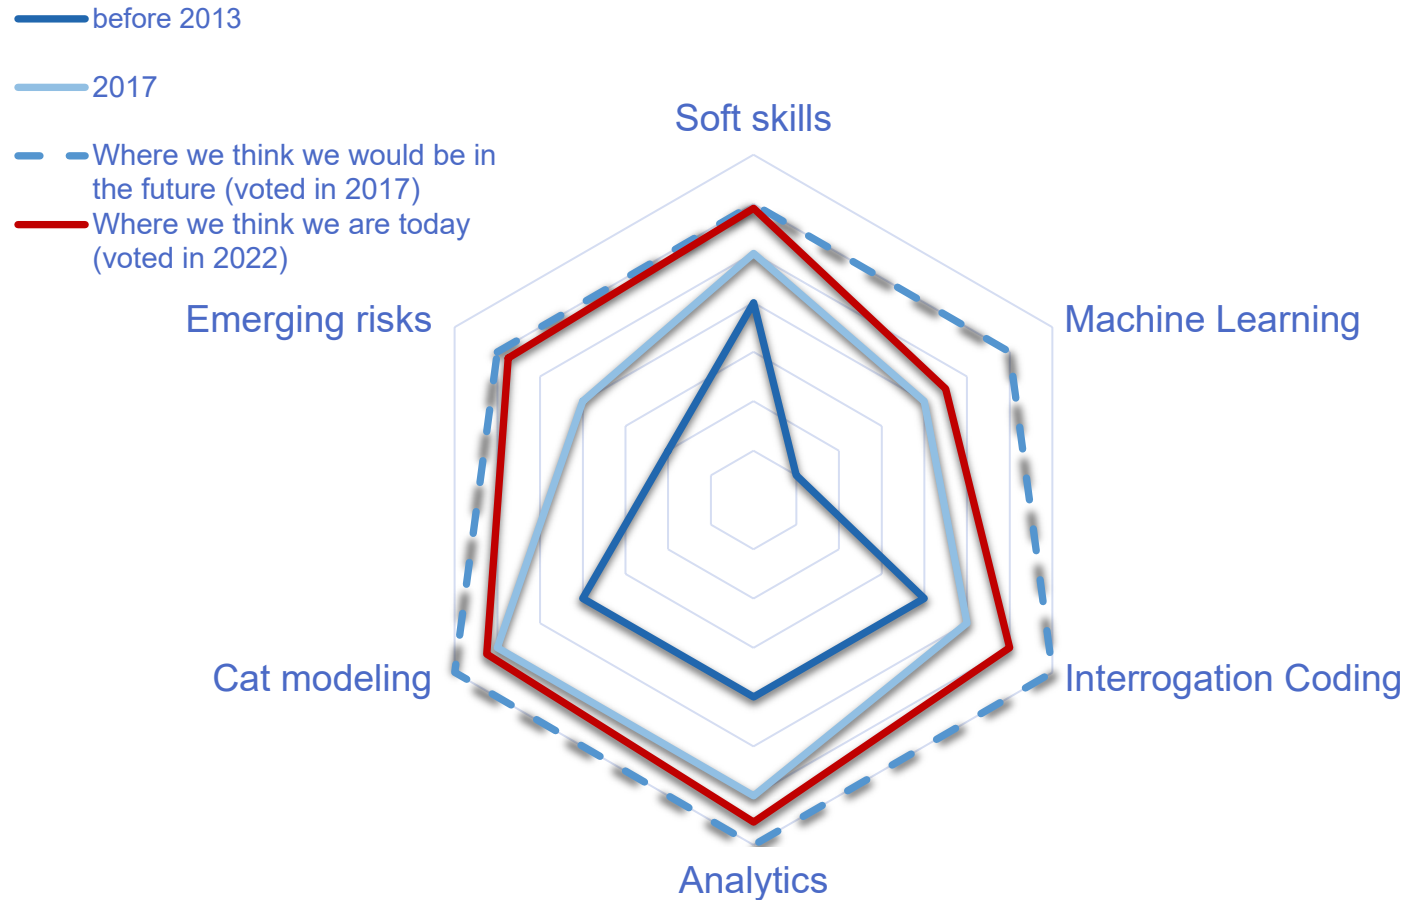 before 2013
2017
Where we think we would be in
the future (voted in 2017)
Where we think we are today
(voted in 2022)
Soft skills
Emerging risks
Machine Learning
Cat modeling
Interrogation Coding
Analytics